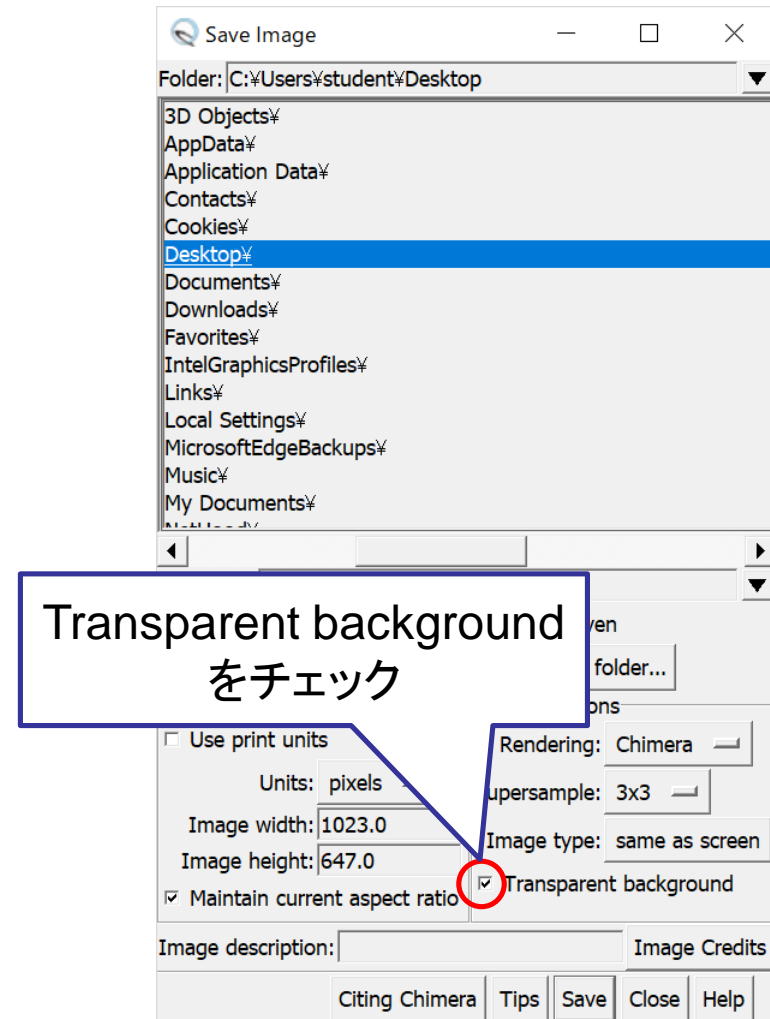 Save Image
Folder: C:¥Users¥student¥Desktop
3D Objects¥
AppData¥
Application Data¥
Contacts¥
Cookies¥
Desktop¥
Documents¥
Downloads¥
Favorites¥
IntelGraphicsProfiles¥
Links¥
Local Settings¥
MicrosoftEdgeBackups¥
Music¥
My Documents¥
Transparent background
をチェック
folder...
Use print units
Units: pixels
Image width: 1023.0
Image height: 647.0
Maintain current aspect ratio
Rendering: Chimera
upersample: 3x3
Image type: same as screen
Transparent background
Image description:
Image Credits
Citing Chimera Tips Save Close Help